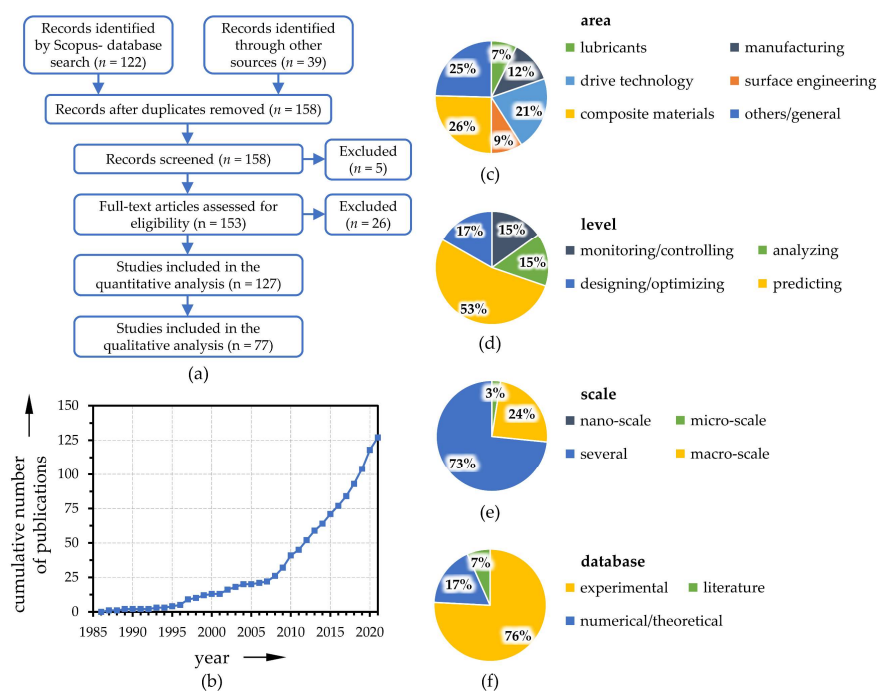 Records identified
by Scopus- database
search (n = 122)
Records identified
through other
sources (n = 39)
Records after duplicates removed (n = 158)
Records screened (n = 158)
Excluded
(n = 5)
Full-text articles assessed for
eligibility (n = 153)
Excluded
(n = 26)
Studies included in the
quantitative analysis (n = 127)
Studies included in the
qualitative analysis (n = 77)
(a)
150
125
100
75
50
25
0
1985 1990 1995 2000 2005 2010 2015 2020
cumulative number
of publications
year
(b)
7%
12%
21%
9%
26%
25%
(c)
area
lubricants manufacturing
drive technology surface engineering
composite materials others/general
17% 15%
15%
53%
(d)
level
monitoring/controlling analyzing
designing/optimizing predicting
3%
24%
73%
(e)
scale
nano-scale micro-scale
several macro-scale
7%
17%
76%
(f)
database
experimental literature
numerical/theoretical